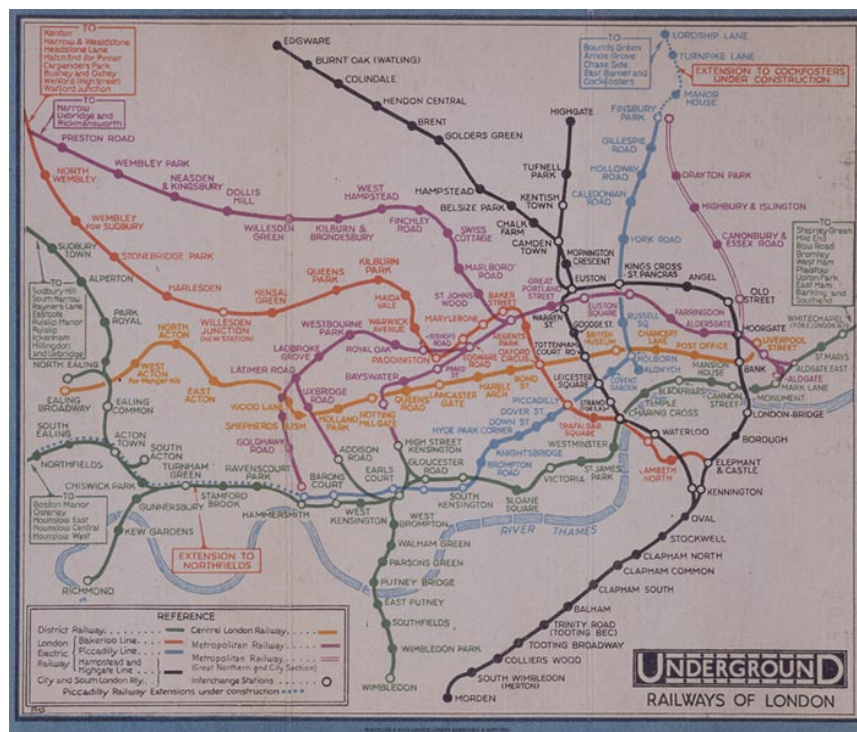 TO
Kenton
Harrow & Wealdstone
Headstone Lane
Hatch End for Pinner
Carpenders Park
Bushey and Oxhey
Watford High Street
Watford Junction
TO
Harrow
Uxbridge and
Rickmansworth
PRESTON ROAD
NORTH
WEMBLEY
WEMBLEY PARK
NEASDEN
& KINGSBURY
DOLLIS
HILL
WILLESDEN
GREEN
KILBURN &
BRONDESBURY
WEST
HAMPSTEAD
FINCHLEY
ROAD
SWISS
COTTAGE
MARLBORO'
ROAD
ST JOHN'S
WOOD
EDGWARE
BURNT OAK (WATLING)
COLINDALE
HENDON CENTRAL
BRENT
GOLDERS GREEN
HAMPSTEAD
BELSIZE PARK
CHALK
FARM
CAMDEN
TOWN
HIGHGATE
TUFNELL
PARK
KENTISH
TOWN
MORNINGTON
CRESCENT
EUSTON
TO
Bounds Green
Arnos Grove
Chase Side
East Barnet and
Cockfosters
LORDSHIP LANE
TURNPIKE LANE
EXTENSION TO COCKFOSTERS
UNDER CONSTRUCTION
MANOR
HOUSE
FINSBURY
PARK
GILLESPIE
ROAD
HOLLOWAY
ROAD
CALEDONIAN
ROAD
YORK ROAD
KINGS CROSS
ST PANCRAS
DRAYTON PARK
HIGHBURY & ISLINGTON
CANONBURY &
ESSEX ROAD
ANGEL
OLD
STREET
MOORGATE
TO
Stepney Green
Mile End
Bow Road
Bromley
West Ham
Plaistow
Upton Park
East Ham
Barking and
Southend
WHITECHAPEL
ST MARYS
ALDGATE EAST
ALDGATE
LIVERPOOL
STREET
BANK
MONUMENT
MARK LANE
WEMBLEY
FOR SUDBURY
STONEBRIDGE PARK
HARLESDEN
WILLESDEN
JUNCTION
(NEW STATION)
KENSAL
GREEN
QUEENS
PARK
KILBURN
PARK
MAIDA
VALE
WARWICK
AVENUE
PADDINGTON
EDGWARE
ROAD
MARYLEBONE
BAKER
STREET
REGENTS
PARK
OXFORD
CIRCUS
GREAT
PORTLAND
STREET
EUSTON
SQUARE
FARRINGDON
ALDERSGATE
SUDBURY
TOWN
ALPERTON
PARK
ROYAL
TO
Sudbury Hill
South Harrow
Rayners Lane
Eastcote
Ruislip Manor
Ruislip
Ickenham
Hillingdon
and Uxbridge
NORTH EALING
EALING
BROADWAY
EALING
COMMON
NORTH
ACTON
WEST
ACTON
EAST
ACTON
WOOD LANE
SHEPHERDS BUSH
HOLLAND
PARK
NOTTING
HILL GATE
QUEENS
ROAD
LANCASTER
GATE
MARBLE
ARCH
BOND
ST
WESTBOURNE PARK
ROYAL OAK
BISHOPS
ROAD
PRAED ST
BAYSWATER
LADBROKE
GROVE
LATIMER ROAD
UXBRIDGE
ROAD
GOLDHAWK
ROAD
WARREN
ST.
GOODGE ST.
TOTTENHAM
COURT RD.
LEICESTER
SQUARE
STRAND
RUSSELL
SQ
BRITISH
MUSEUM
CHANCERY
LANE
POST OFFICE
HOLBORN
ALDWYCH
COVENT
GARDEN
BLACKFRIARS
MANSION
HOUSE
CANNON
STREET
TEMPLE
CHARING CROSS
LONDON BRIDGE
BOROUGH
PICCADILLY
DOVER ST.
DOWN ST
HYDE PARK CORNER
KNIGHTSBRIDGE
BROMPTON
ROAD
TRAFALGAR
SQUARE
WESTMINSTER
WATERLOO
LAMBETH
NORTH
ELEPHANT
& CASTLE
KENNINGTON
OVAL
STOCKWELL
CLAPHAM NORTH
CLAPHAM COMMON
CLAPHAM SOUTH
BALHAM
TRINITY ROAD
(TOOTING BEC)
TOOTING BROADWAY
COLLIERS WOOD
SOUTH WIMBLEDON
(MERTON)
MORDEN
SOUTH
EALING
NORTHFIELDS
ACTON
TOWN
SOUTH
ACTON
CHISWICK PARK
TURNHAM
GREEN
STAMFORD
BROOK
RAVENSCOURT
PARK
HAMMERSMITH
BARONS
COURT
WEST
KENSINGTON
ADDISON
ROAD
EARLS
COURT
HIGH STREET
KENSINGTON
GLOUCESTER
ROAD
SOUTH
KENSINGTON
SLOANE
SQUARE
VICTORIA
ST. JAMES
PARK
RIVER THAMES
TO
Boston Manor
Osterley
Hounslow East
Hounslow Central
Hounslow West
GUNNERSBURY
KEW GARDENS
RICHMOND
EXTENSION TO
NORTHFIELDS
WEST
BROMPTON
WALHAM GREEN
PARSONS GREEN
PUTNEY BRIDGE
EAST PUTNEY
SOUTHFIELDS
WIMBLEDON PARK
WIMBLEDON
REFERENCE
District Railway
London Electric Railway
Bakerloo Line
Piccadilly Line
Hampstead and
Highgate Line
City and South London Rly.
Central London Railway
Metropolitan Railway
Metropolitan Railway
(Great Northern and City Section)
Interchange Stations
Piccadilly Railway Extensions under construction
UNDERGROUND
RAILWAYS OF LONDON